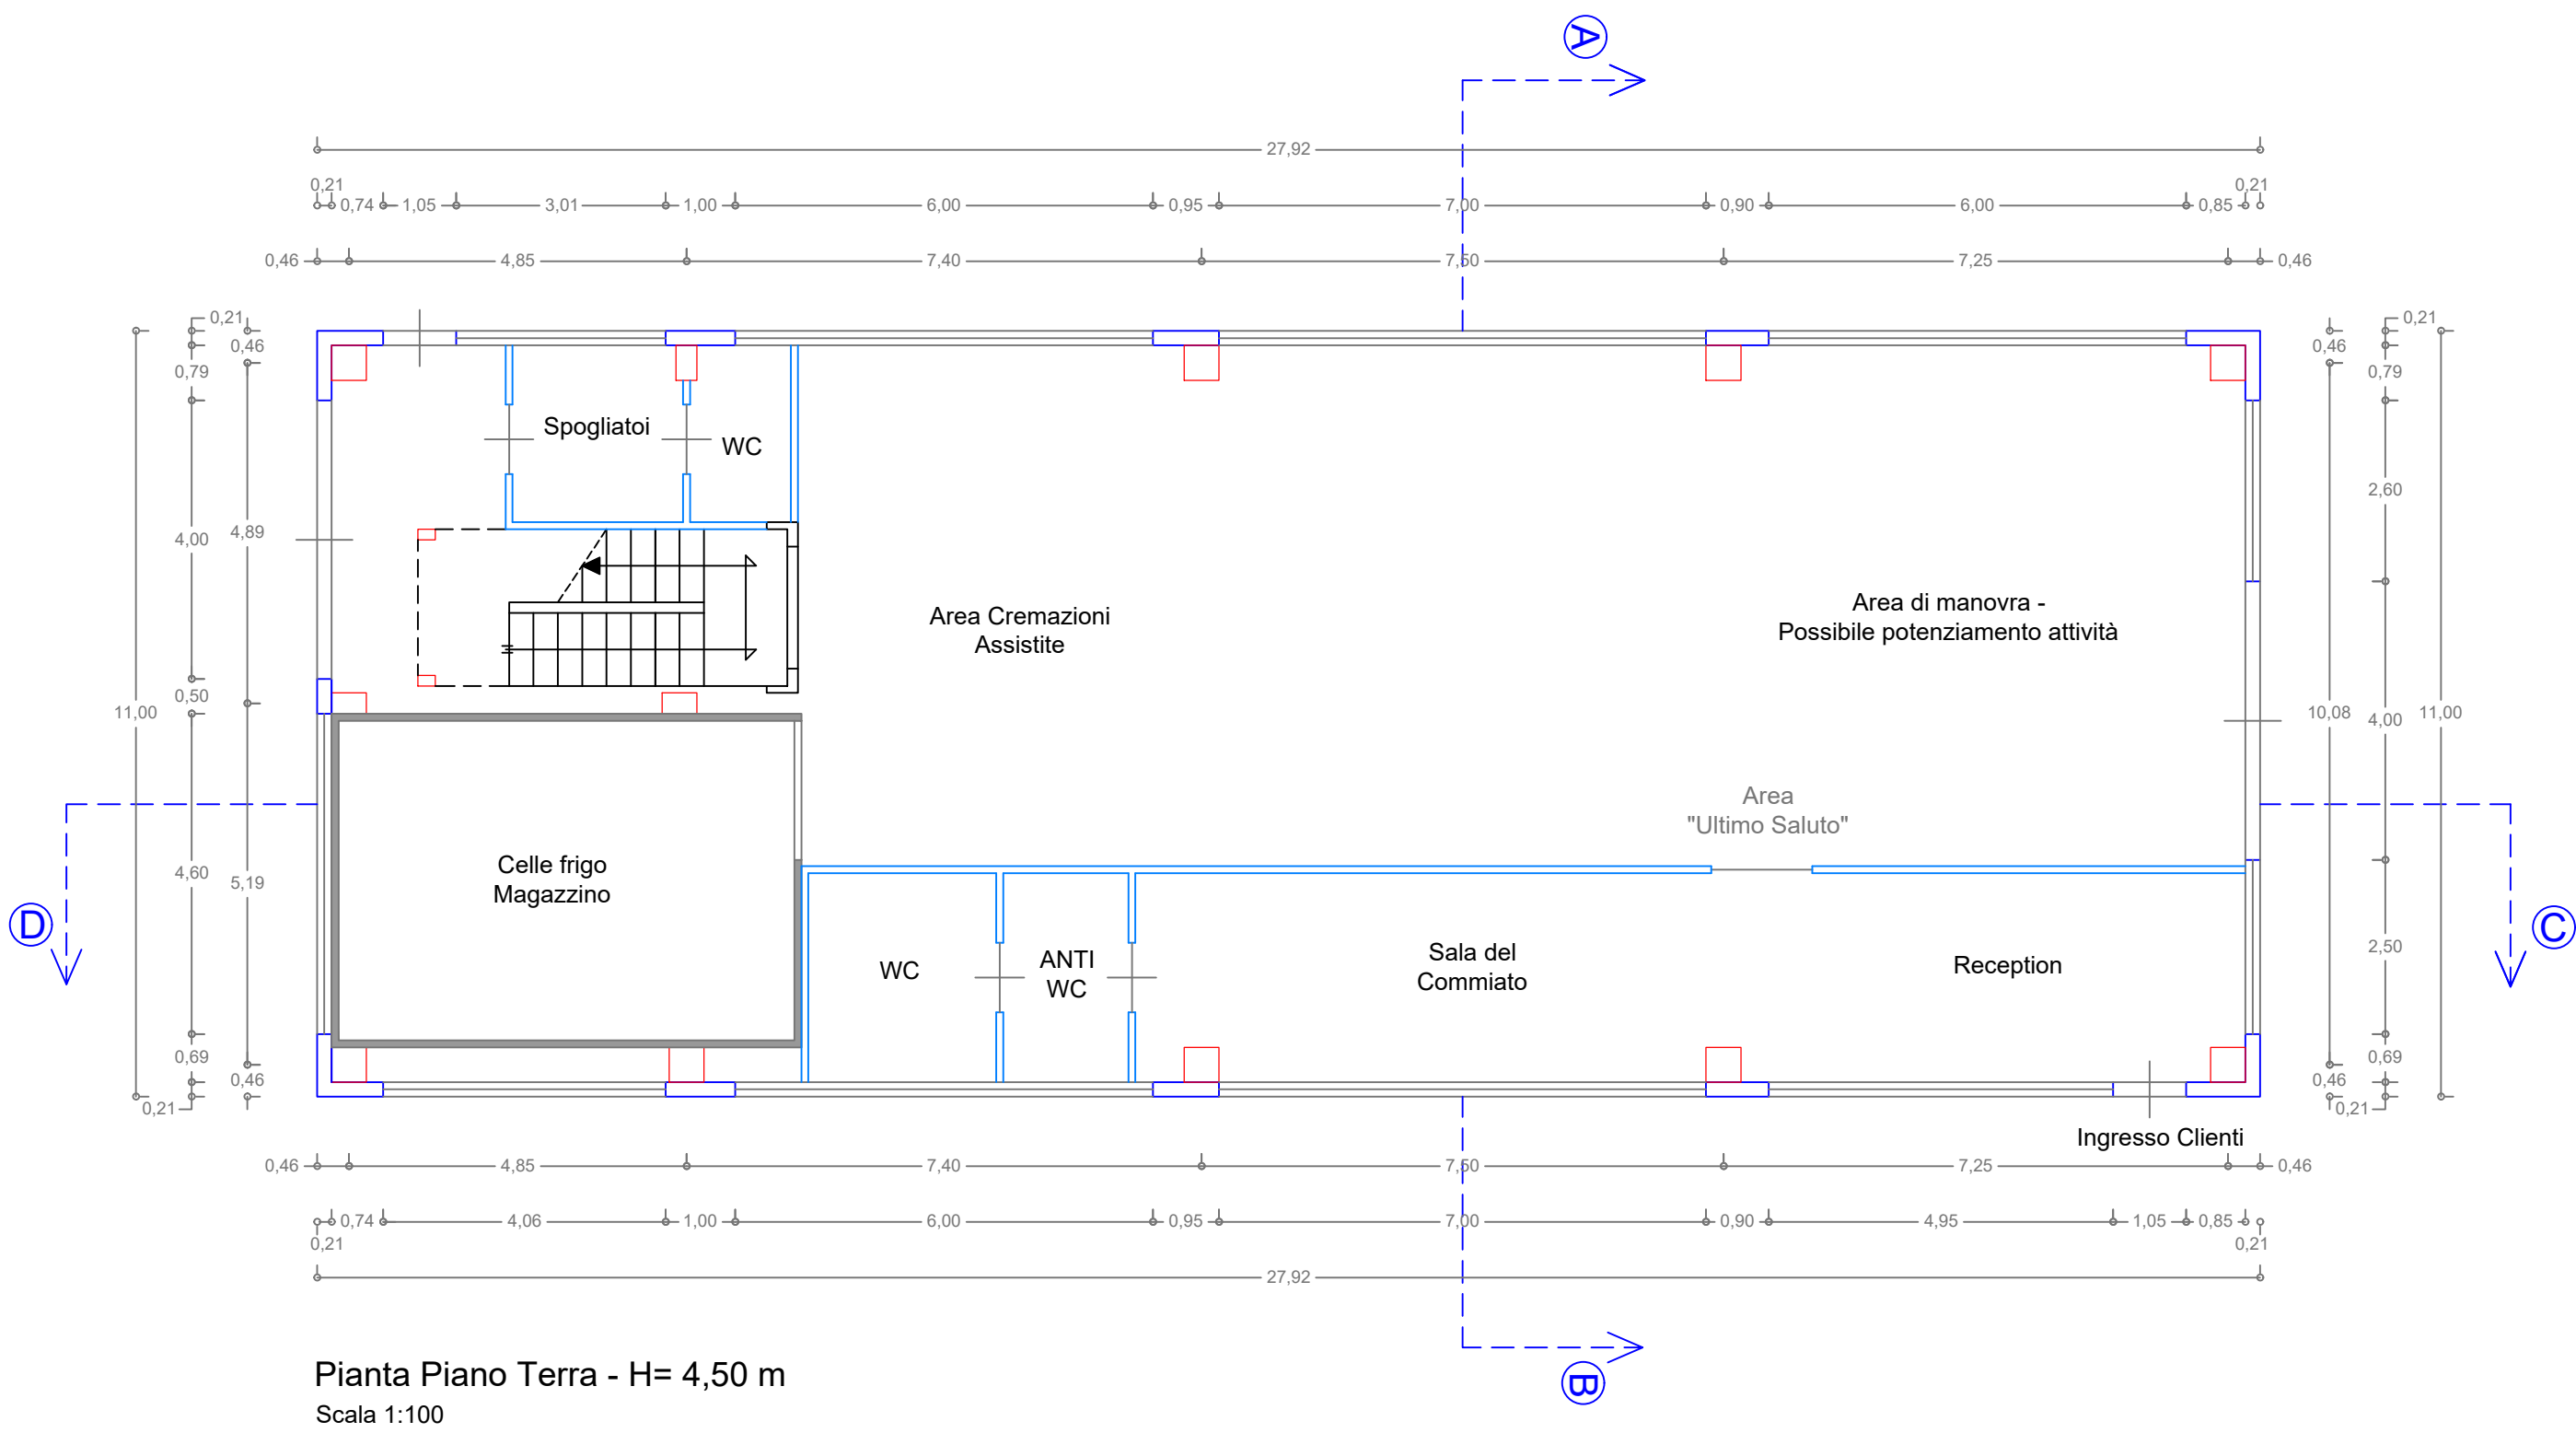 A
27,92
0,21
0,21
0,74
1,05
3,01
1,00
6,00
0,95
7,00
0,90
6,00
0,85
0,46
4,85
7,40
7,50
7,25
0,46
0,21
0,46
0,79
4,00
4,89
0,50
11,00
4,60
5,19
0,69
0,46
0,21
0,21
0,46
0,79
2,60
10,08
4,00
11,00
2,50
0,69
0,46
0,21
Spogliatoi
WC
Area Cremazioni
Assistite
Area di manovra -
Possibile potenziamento attività
Area
"Ultimo Saluto"
Celle frigo
Magazzino
WC
ANTI
WC
Sala del
Commiato
Reception
D
C
Ingresso Clienti
0,46
4,85
7,40
7,50
7,25
0,46
0,74
4,06
1,00
6,00
0,95
7,00
0,90
4,95
1,05
0,85
0,21
0,21
27,92
B
Pianta Piano Terra - H= 4,50 m
Scala 1:100